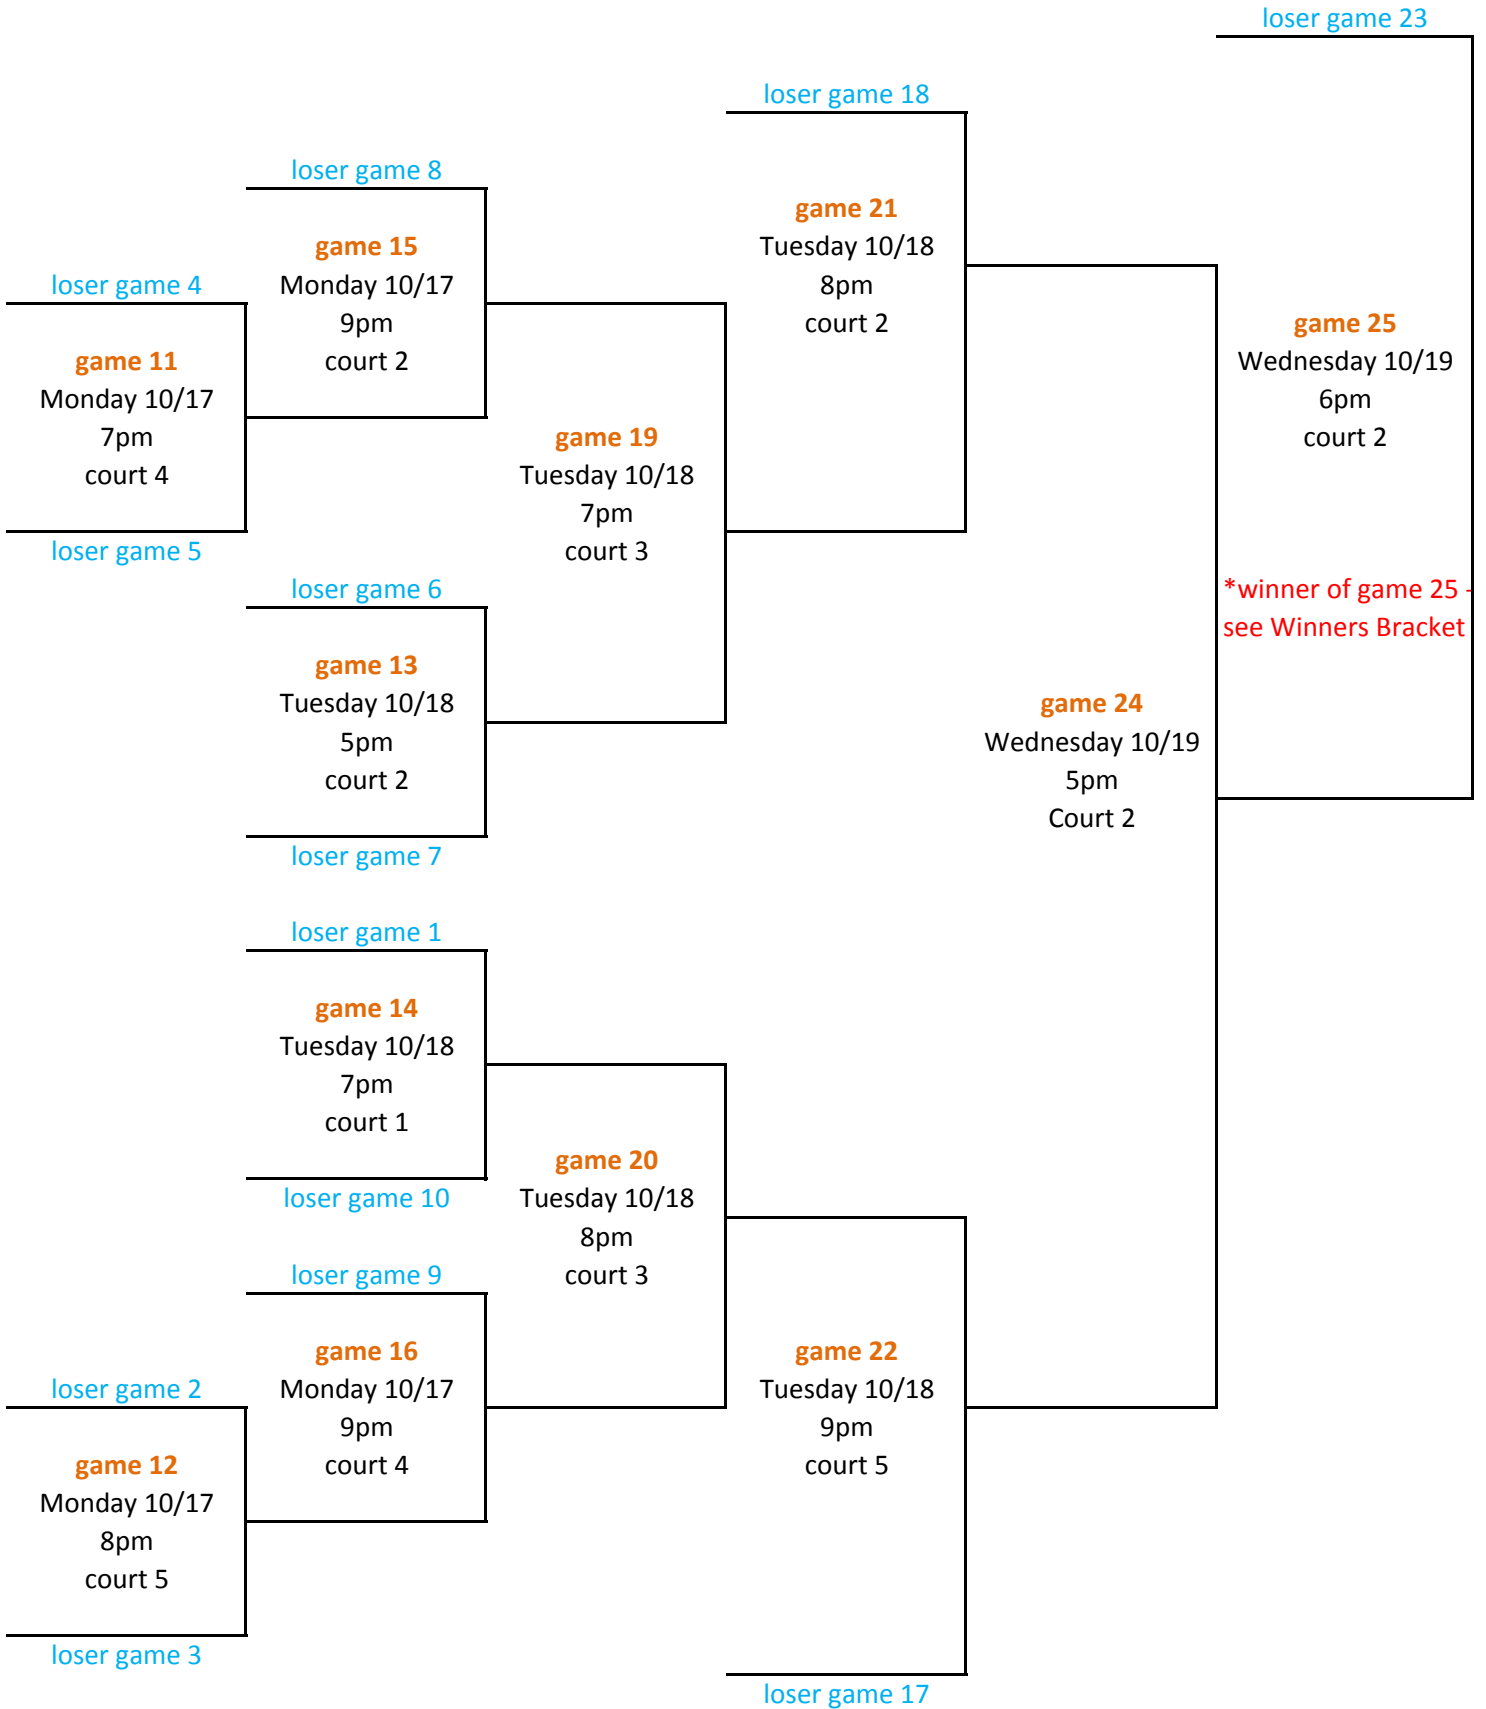 loser game 23
loser game 18
loser game 8
game 21
Tuesday 10/18
8pm
court 2
game 15
Monday 10/17
9pm
court 2
loser game 4
game 25
Wednesday 10/19
6pm
court 2
game 11
Monday 10/17
7pm
court 4
game 19
Tuesday 10/18
7pm
court 3
loser game 5
loser game 6
*winner of game 25 -
see Winners Bracket
game 13
Tuesday 10/18
5pm
court 2
game 24
Wednesday 10/19
5pm
Court 2
loser game 7
loser game 1
game 14
Tuesday 10/18
7pm
court 1
game 20
Tuesday 10/18
8pm
court 3
loser game 10
loser game 9
game 16
Monday 10/17
9pm
court 4
game 22
Tuesday 10/18
9pm
court 5
loser game 2
game 12
Monday 10/17
8pm
court 5
loser game 3
loser game 17